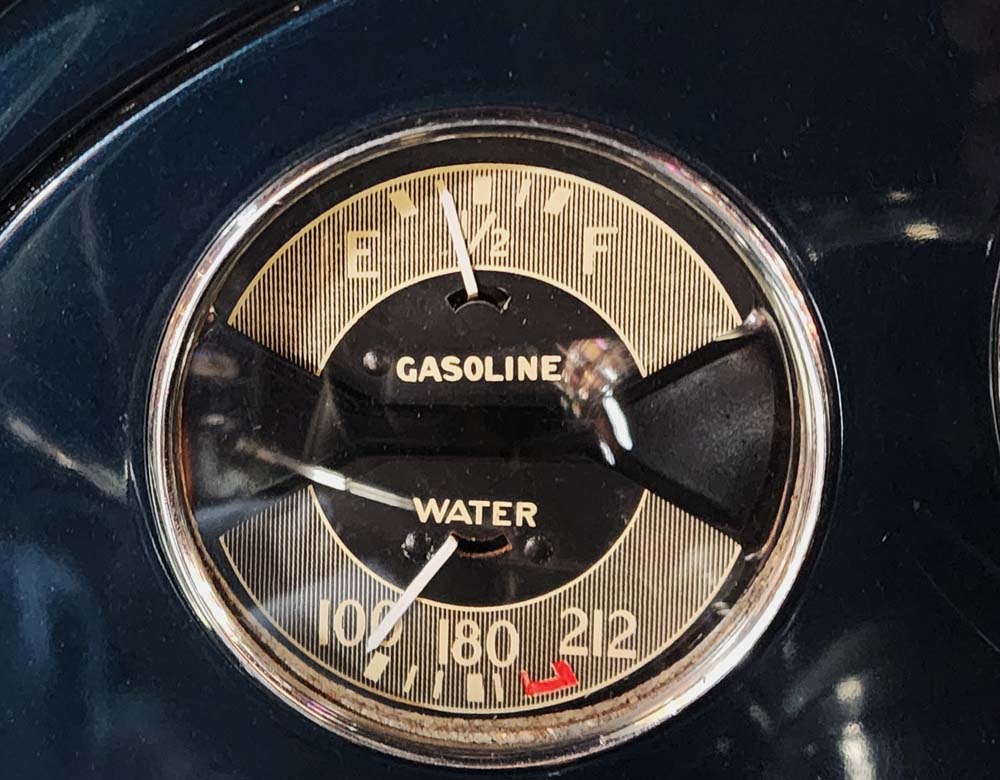 E ½ F
GASOLINE
WATER
100 180 212